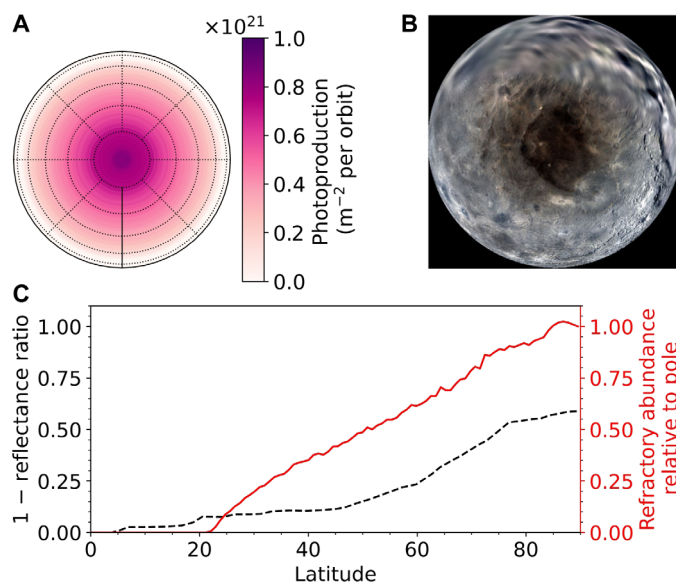 A
×10²¹
1.0
0.8
0.6
0.4
0.2
0.0
Photoproduction
(m⁻² per orbit)
B
C
1.00
0.75
0.50
0.25
0.00
1 − reflectance ratio
1.00
0.75
0.50
0.25
0.00
Refractory abundance
relative to pole
0
20
40
60
80
Latitude